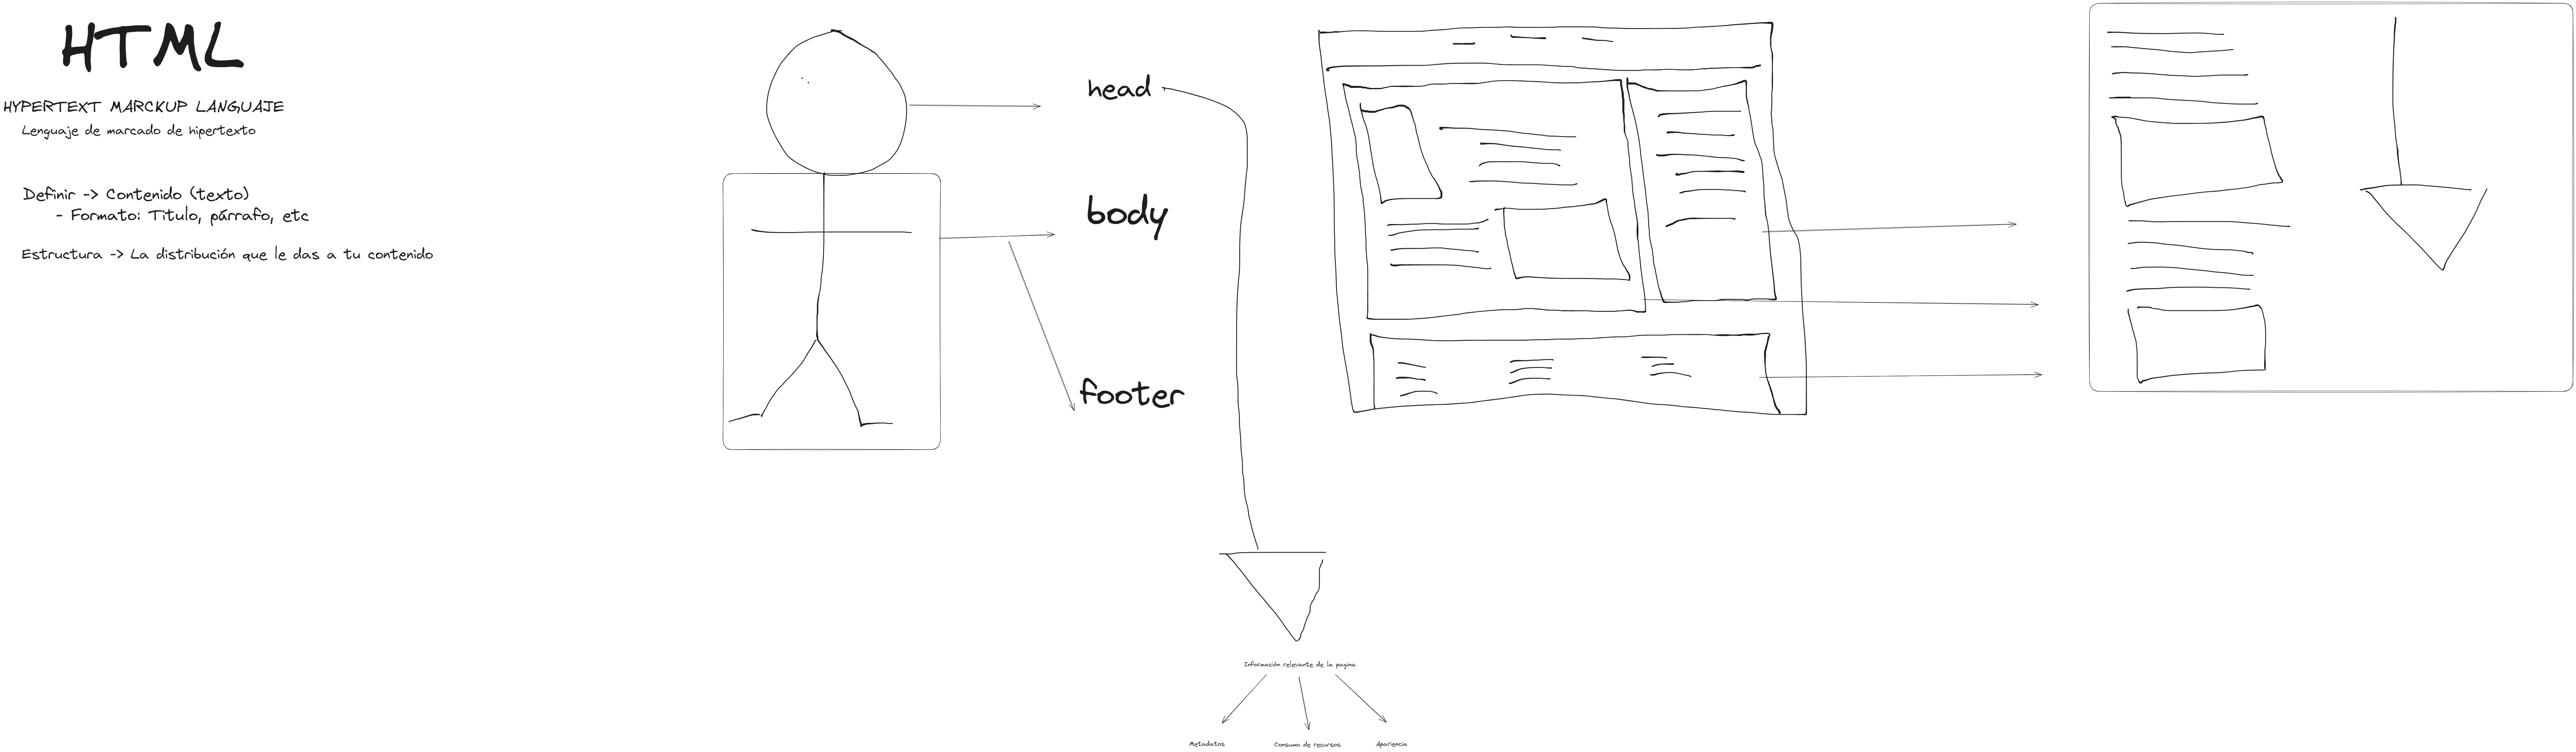 HTML
HYPERTEXT MARCKUP LANGUAJE
Lenguaje de marcado de hipertexto
Definir -> Contenido (texto)
- Formato: Titulo, párrafo, etc
Estructura -> La distribución que le das a tu contenido
head
body
footer
Información relevante de la pagina
Metadatos
Consumo de recursos
Apariencia